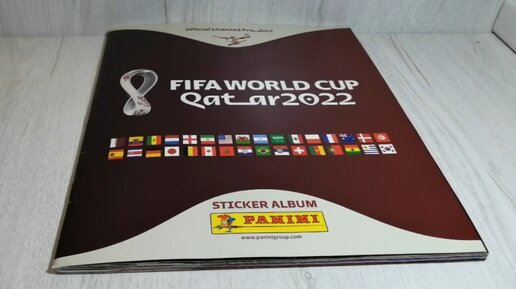 Official Licensed Product
FIFA WORLD CUP
Qatar2022
STICKER ALBUM
PANINI
www.paninigroup.com